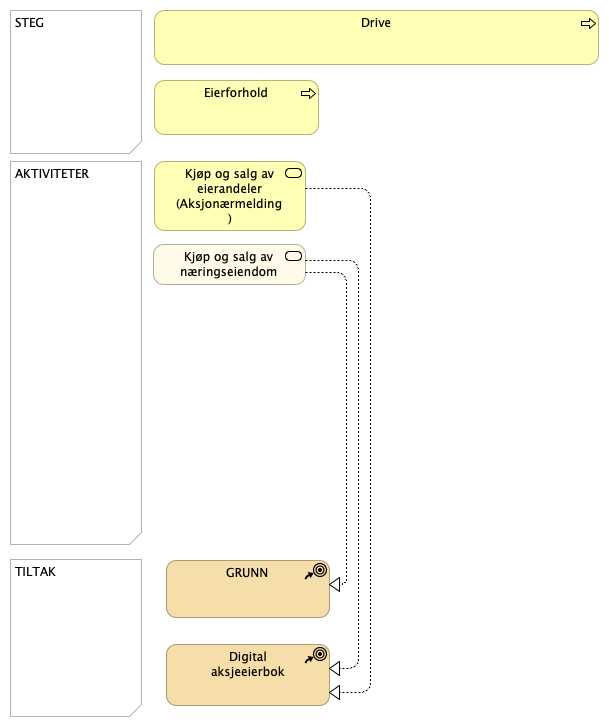 STEG
Drive
Eierforhold
AKTIVITETER
Kjøp og salg av
eierandeler
(Aksjonærmelding
)
Kjøp og salg av
næringseiendom
TILTAK
GRUNN
Digital
aksjeeierbok